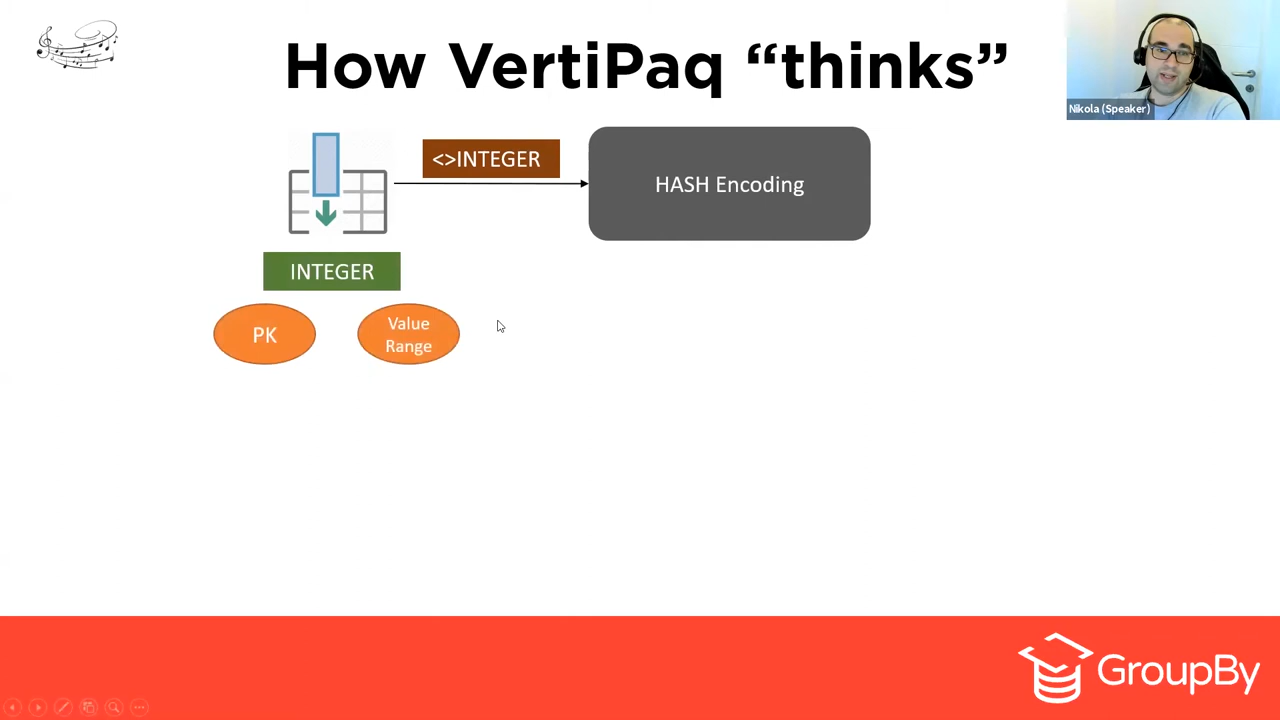 How VertiPaq “thinks”
Nikola (Speaker)
<>INTEGER
HASH Encoding
INTEGER
PK
Value
Range
GroupBy